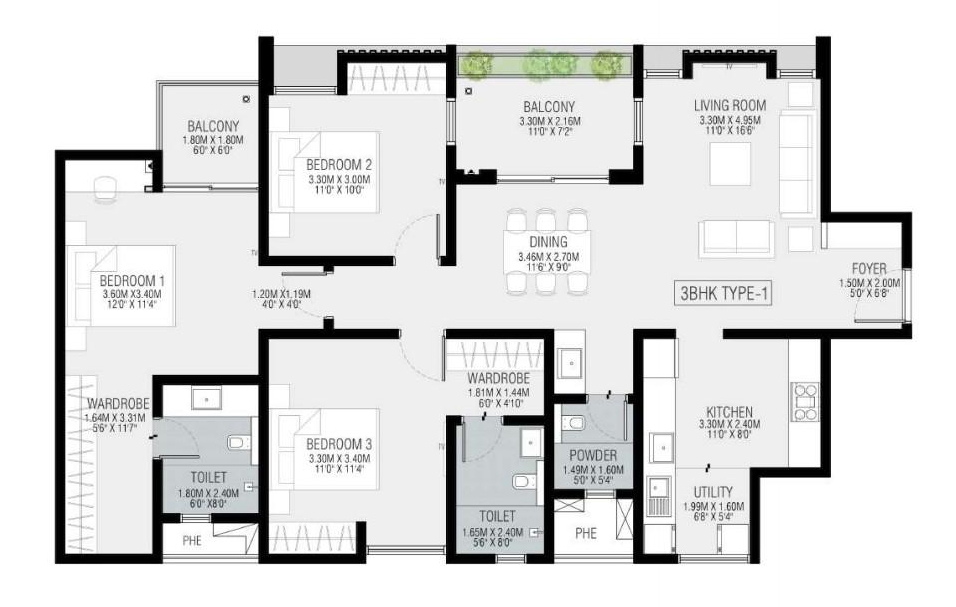 TV
BALCONY
3.30M X 2.16M
11'0" X 7'2"
LIVING ROOM
3.30M X 4.95M
11'0" X 16'6"
BALCONY
1.80M X 1.80M
6'0" X 6'0"
BEDROOM 2
3.30M X 3.00M
11'0" X 10'0"
TV
DINING
3.46M X 2.70M
11'6" X 9'0"
TV
BEDROOM 1
3.60M X3.40M
12'0" X 11'4"
1.20M X1.19M
4'0" X 4'0"
3BHK TYPE-1
FOYER
1.50M X 2.00M
5'0" X 6'8"
WARDROBE
1.81M X 1.44M
6'0" X 4'10"
WARDROBE
1.64M X 3.31M
5'6" X 11'7"
KITCHEN
3.30M X 2.40M
11'0" X 8'0"
BEDROOM 3
3.30M X 3.40M
11'0" X 11'4"
TV
POWDER
1.49M X 1.60M
5'0" X 5'4"
TOILET
1.80M X 2.40M
6'0" X8'0"
UTILITY
1.99M X 1.60M
6'8" X 5'4"
TOILET
1.65M X 2.40M
5'6" X 8'0"
PHE
PHE